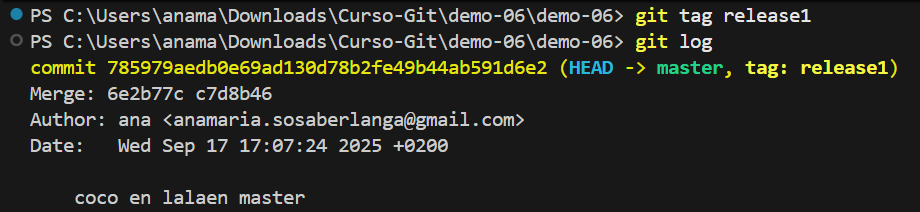 PS C:\Users\anama\Downloads\Curso-Git\demo-06\demo-06> git tag release1
PS C:\Users\anama\Downloads\Curso-Git\demo-06\demo-06> git log
commit 785979aedb0e69ad130d78b2fe49b44ab591d6e2 (HEAD -> master, tag: release1)
Merge: 6e2b77c c7d8b46
Author: ana <anamaria.sosaberlanga@gmail.com>
Date:   Wed Sep 17 17:07:24 2025 +0200
    coco en lalaen master